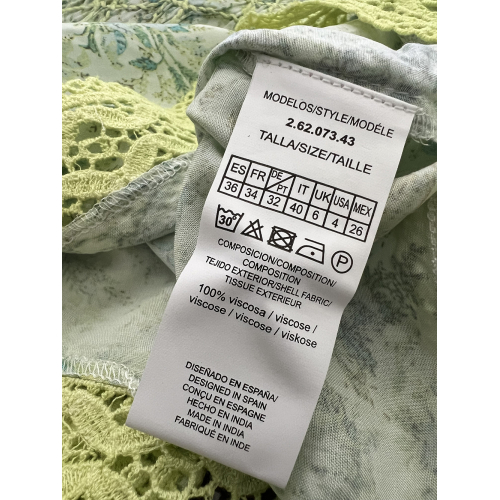 MODELOS/STYLE/MODÉLE
2.62.073.43
TALLA/SIZE/TAILLE
ES FR DE/PT IT UK USA MEX
36 34 32 40 6 4 26
30° P
COMPOSICION/COMPOSITION/
COMPOSITION
TEJIDO EXTERIOR/SHELL FABRIC/
TISSUE EXTERIEUR
100% viscosa / viscose /
viscose / viscose / viskose
DISEÑADO EN ESPAÑA/
DESIGNED IN SPAIN
CONÇU EN ESPAGNE
HECHO EN INDIA
MADE IN INDIA
FABRIQUÉ EN INDE